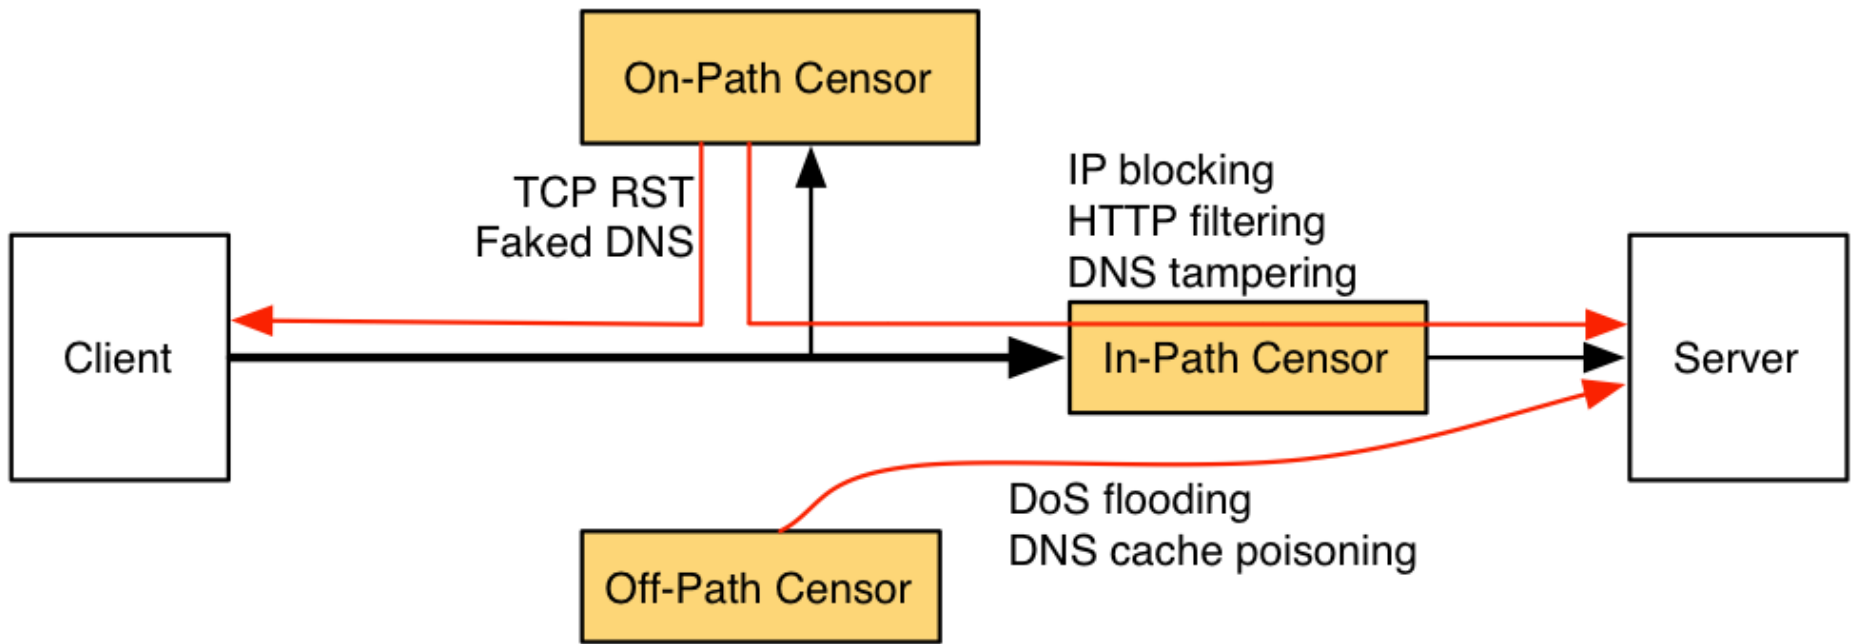 On-Path Censor
TCP RST
Faked DNS
IP blocking
HTTP filtering
DNS tampering
Client
In-Path Censor
Server
DoS flooding
DNS cache poisoning
Off-Path Censor